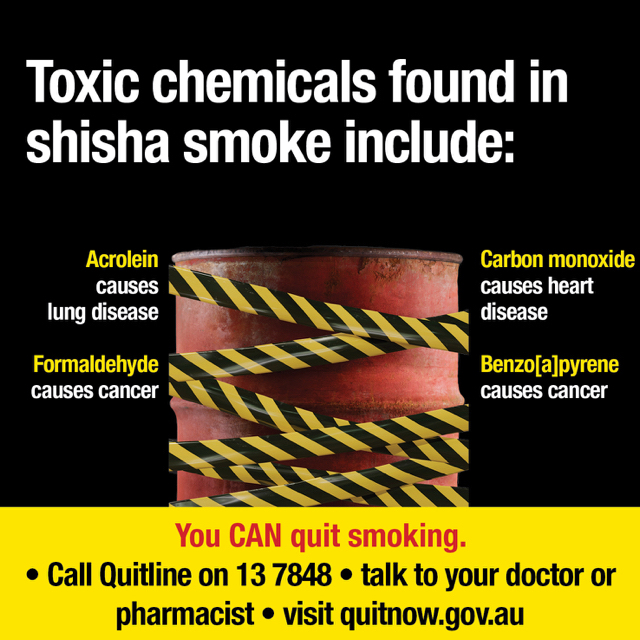 Toxic chemicals found in
shisha smoke include:
Acrolein
causes
lung disease
Formaldehyde
causes cancer
Carbon monoxide
causes heart
disease
Benzo[a]pyrene
causes cancer
You CAN quit smoking.
• Call Quitline on 13 7848 • talk to your doctor or
pharmacist • visit quitnow.gov.au